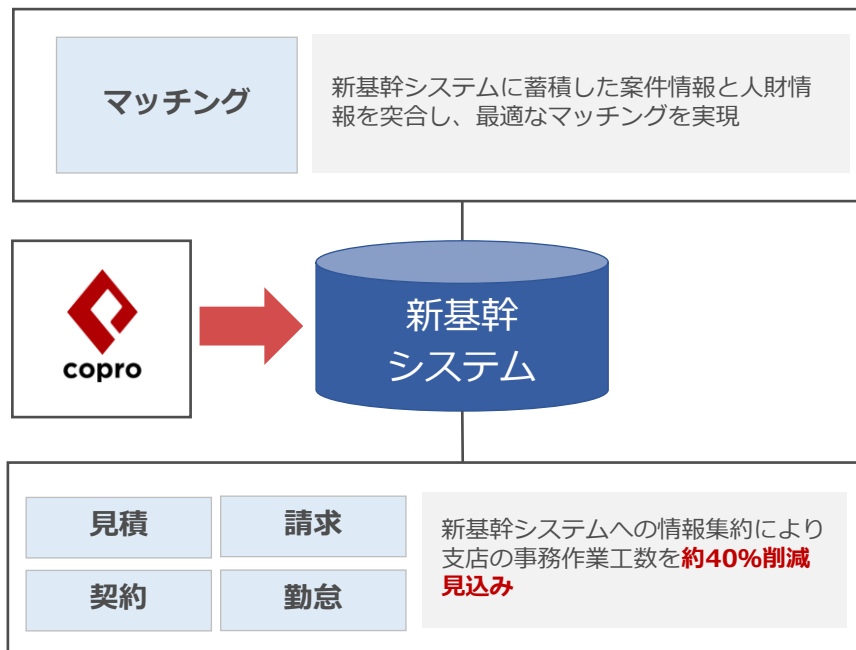 マッチング
新基幹システムに蓄積した案件情報と人財情
報を突合し、最適なマッチングを実現
copro
新基幹
システム
見積
請求
契約
勤怠
新基幹システムへの情報集約により
支店の事務作業工数を約40%削減
見込み